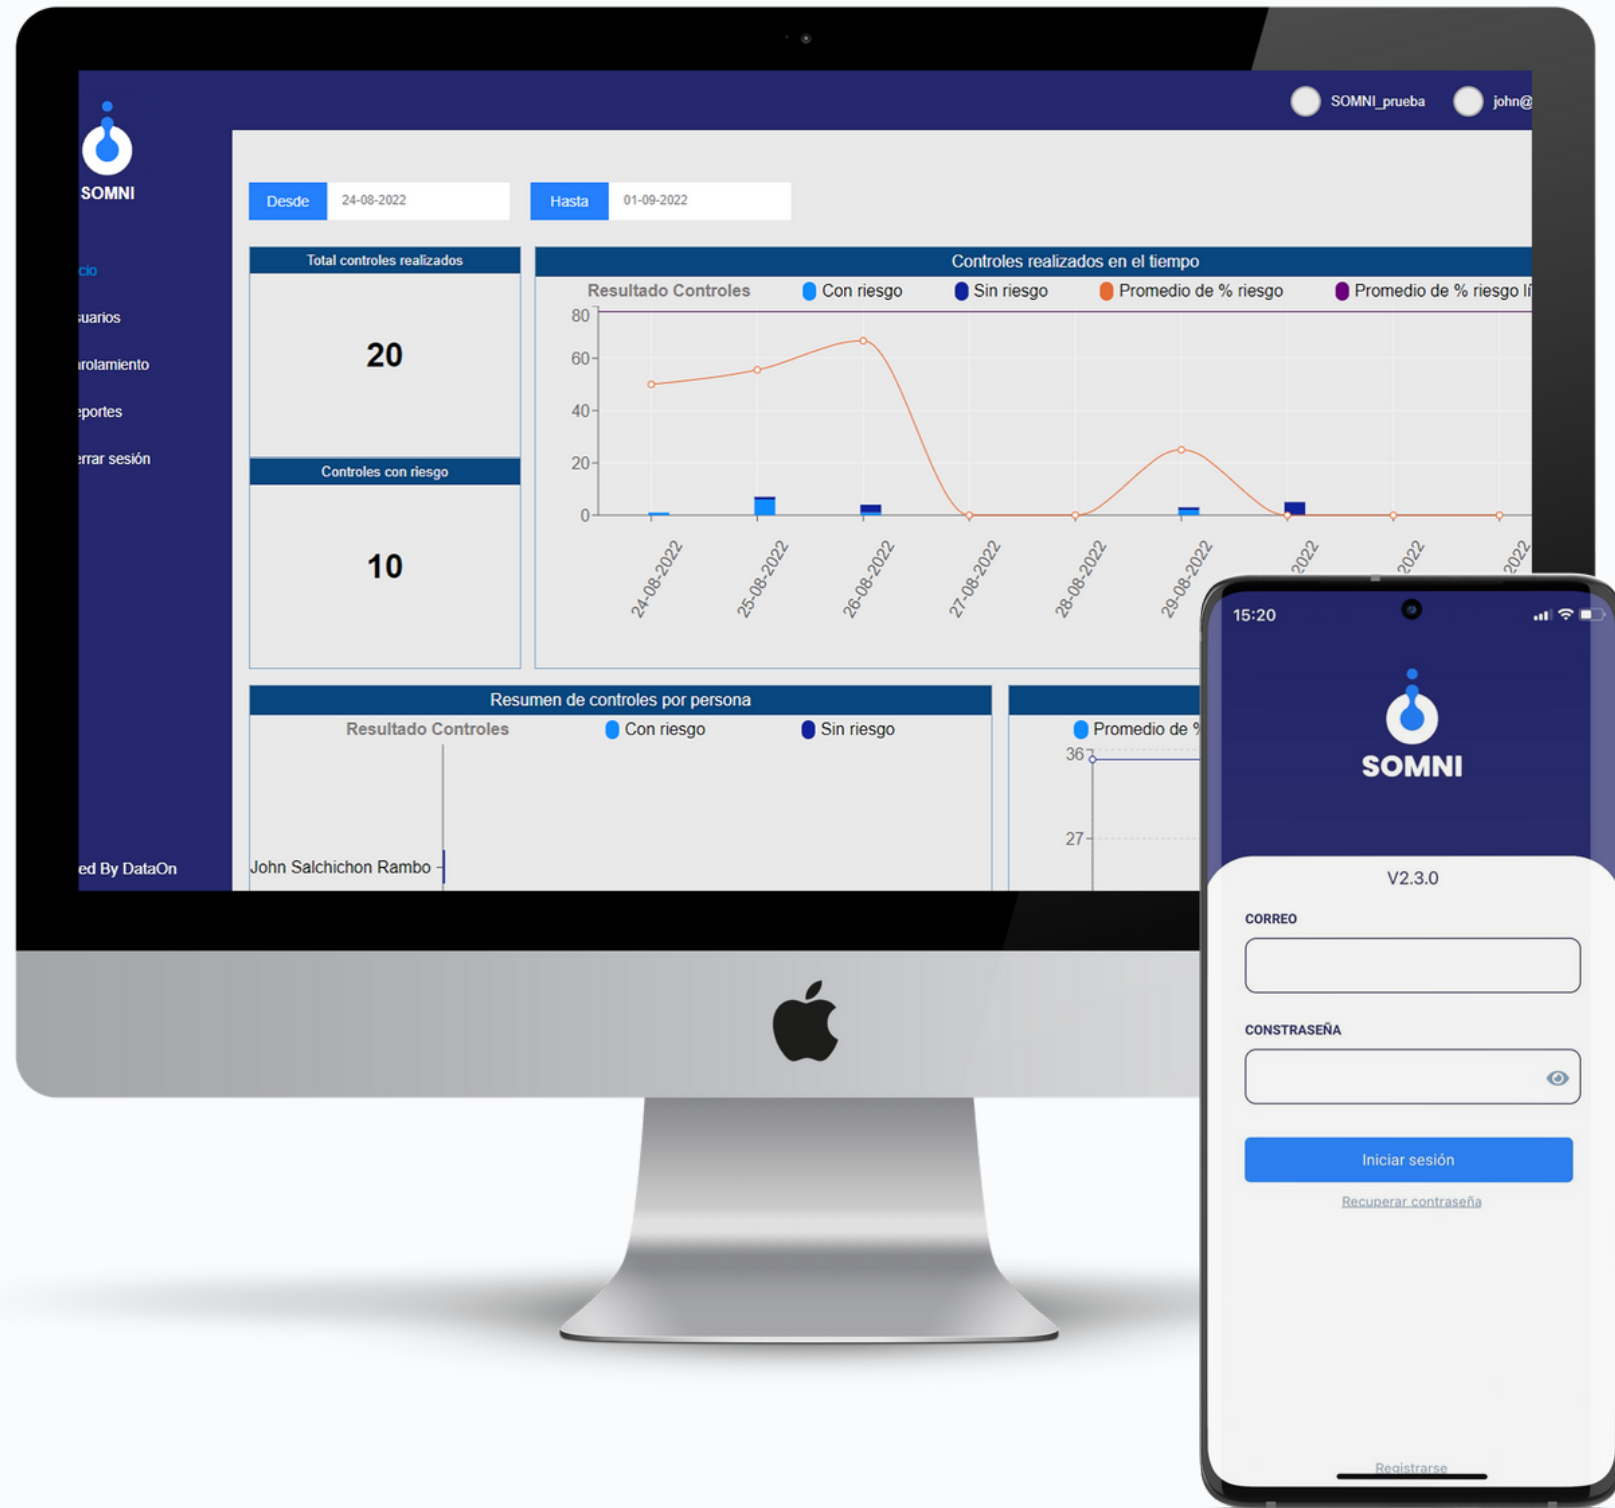 SOMNI_prueba
john@
SOMNI
Desde
24-08-2022
Hasta
01-09-2022
cio
uarios
rolamiento
eportes
errar sesión
ed By DataOn
Total controles realizados
20
Controles con riesgo
10
Controles realizados en el tiempo
Resultado Controles
Con riesgo
Sin riesgo
Promedio de % riesgo
Promedio de % riesgo lí
80
60
40
20
0
24-08-2022
25-08-2022
26-08-2022
27-08-2022
28-08-2022
29-08-2022
2022
2022
2022
Resumen de controles por persona
Resultado Controles
Con riesgo
Sin riesgo
John Salchichon Rambo
Promedio de %
36
27
15:20
SOMNI
V2.3.0
CORREO
CONSTRASEÑA
Iniciar sesión
Recuperar contraseña
Registrarse